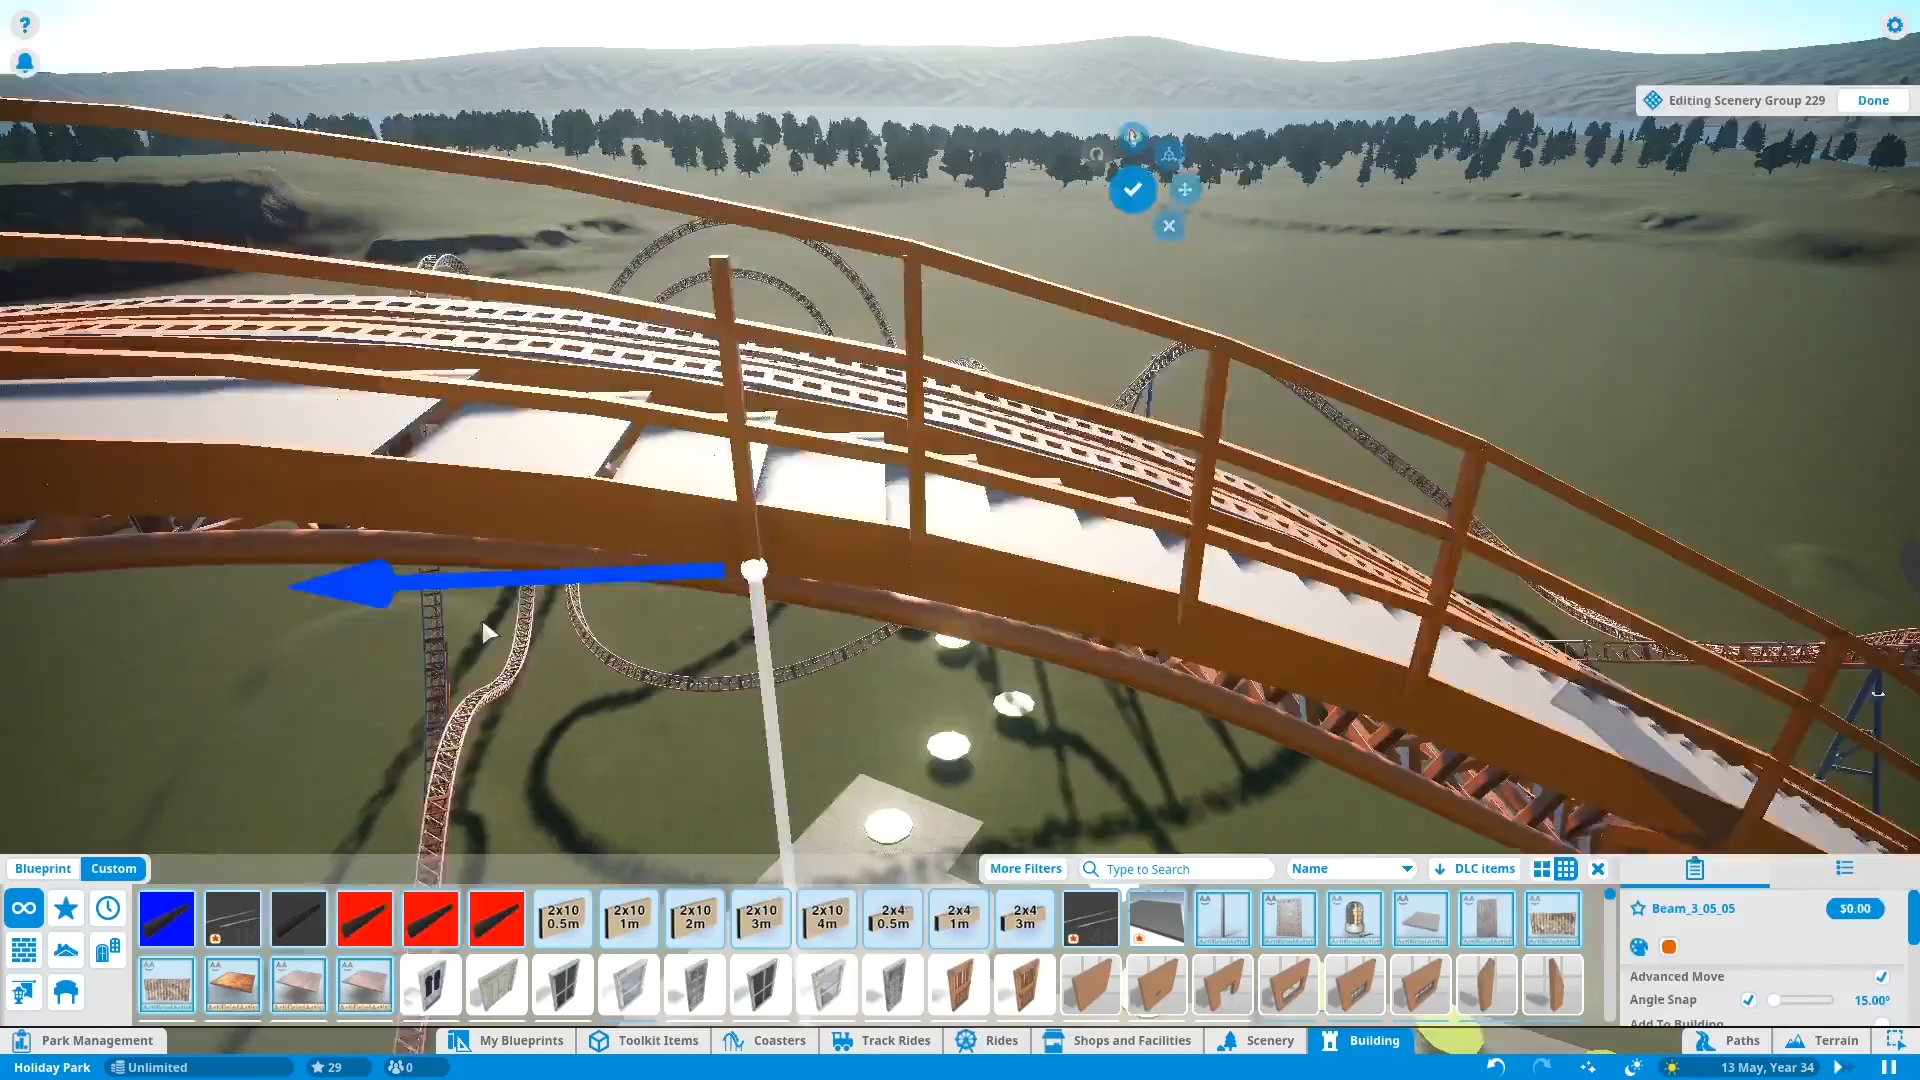 ?
Editing Scenery Group 229
Done
Blueprint
Custom
More Filters
Type to Search
Name
DLC items
2x10
0.5m
2x10
1m
2x10
2m
2x10
3m
2x10
4m
2x4
0.5m
2x4
1m
2x4
3m
Beam_3_05_05
$0.00
Advanced Move
Angle Snap
15.00°
Park Management
My Blueprints
Toolkit Items
Coasters
Track Rides
Rides
Shops and Facilities
Scenery
Building
Paths
Terrain
Holiday Park
Unlimited
29
0
13 May, Year 34